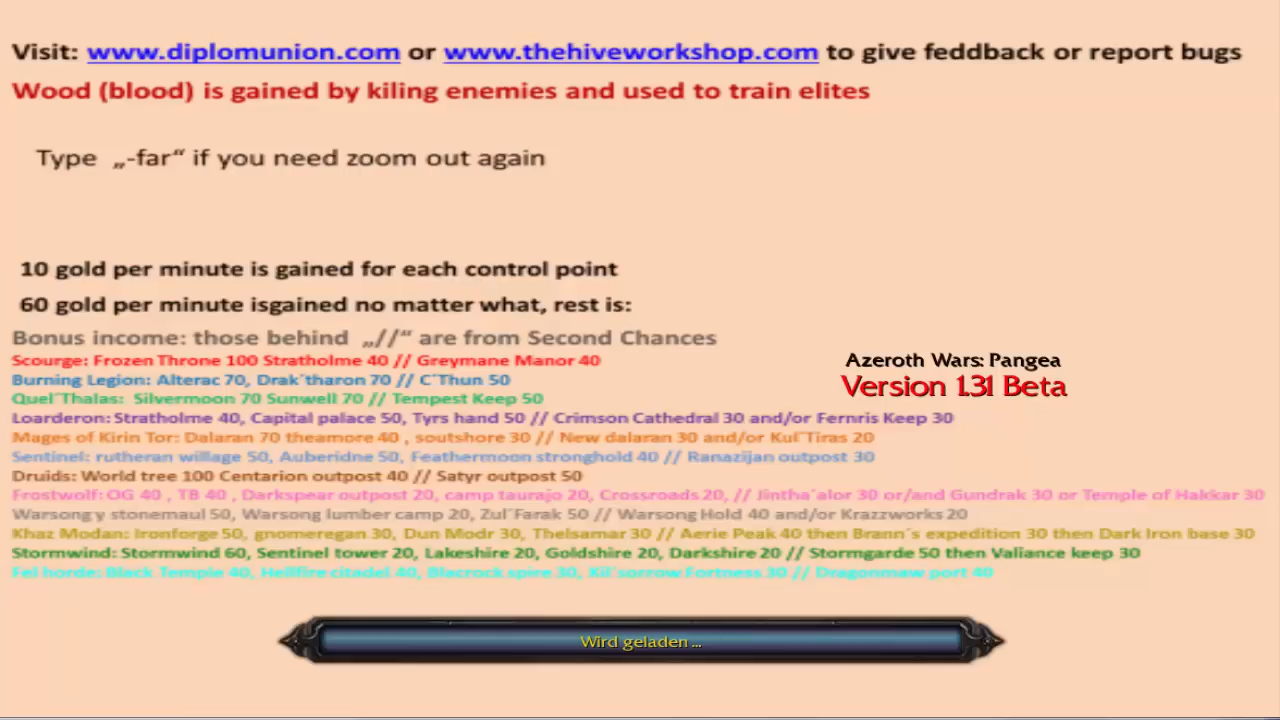 Visit: www.diplomunion.com or www.thehiveworkshop.com to give feddback or report bugs
Wood (blood) is gained by kiling enemies and used to train elites
Type „-far“ if you need zoom out again
10 gold per minute is gained for each control point
60 gold per minute isgained no matter what, rest is:
Bonus income: those behind „//“ are from Second Chances
Scourge: Frozen Throne 100 Stratholme 40 // Greymane Manor 40
Azeroth Wars: Pangea
Version 1.31 Beta
Burning Legion: Alterac 70, Drak´tharon 70 // C´Thun 50
Quel´Thalas: Silvermoon 70 Sunwell 70 // Tempest Keep 50
Loarderon: Stratholme 40, Capital palace 50, Tyrs hand 50 // Crimson Cathedral 30 and/or Fernris Keep 30
Mages of Kirin Tor: Dalaran 70 theamore 40 , soutshore 30 // New dalaran 30 and/or Kul´Tiras 20
Sentinel: rutheran willage 50, Auberidne 50, Feathermoon stronghold 40 // Ranazijan outpost 30
Druids: World tree 100 Centarion outpost 40 // Satyr outpost 50
Frostwolf: OG 40 , TB 40 , Darkspear outpost 20, camp taurajo 20, Crossroads 20, // Jintha´alor 30 or/and Gundrak 30 or Temple of Hakkar 30
Warsong y stonemaul 50, Warsong lumber camp 20, Zul´Farak 50 // Warsong Hold 40 and/or Krazzworks 20
Khaz Modan: Ironforge 50, gnomeregan 30, Dun Modr 30, Thelsamar 30 // Aerie Peak 40 then Brann´s expedition 30 then Dark Iron base 30
Stormwind: Stormwind 60, Sentinel tower 20, Lakeshire 20, Goldshire 20, Darkshire 20 // Stormgarde 50 then Valiance keep 30
Fel horde: Black Temple 40, Hellfire citadel 40, Blacrock spire 30, Kil´sorrow Fortness 30 // Dragonmaw port 40
Wird geladen ...